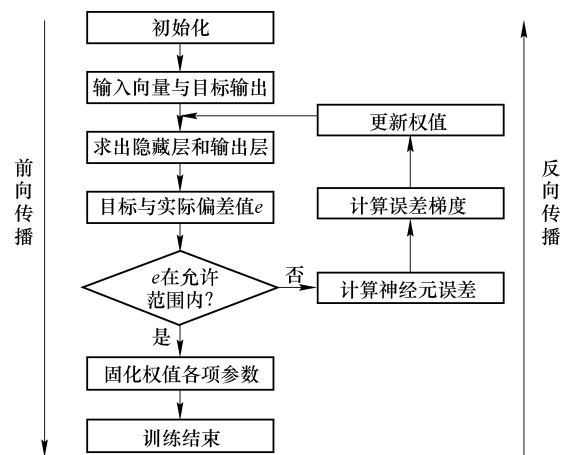 初始化
输入向量与目标输出
更新权值
求出隐藏层和输出层
前向传播
反向传播
目标与实际偏差值e
计算误差梯度
e在允许
范围内?
否
计算神经元误差
是
固化权值各项参数
训练结束